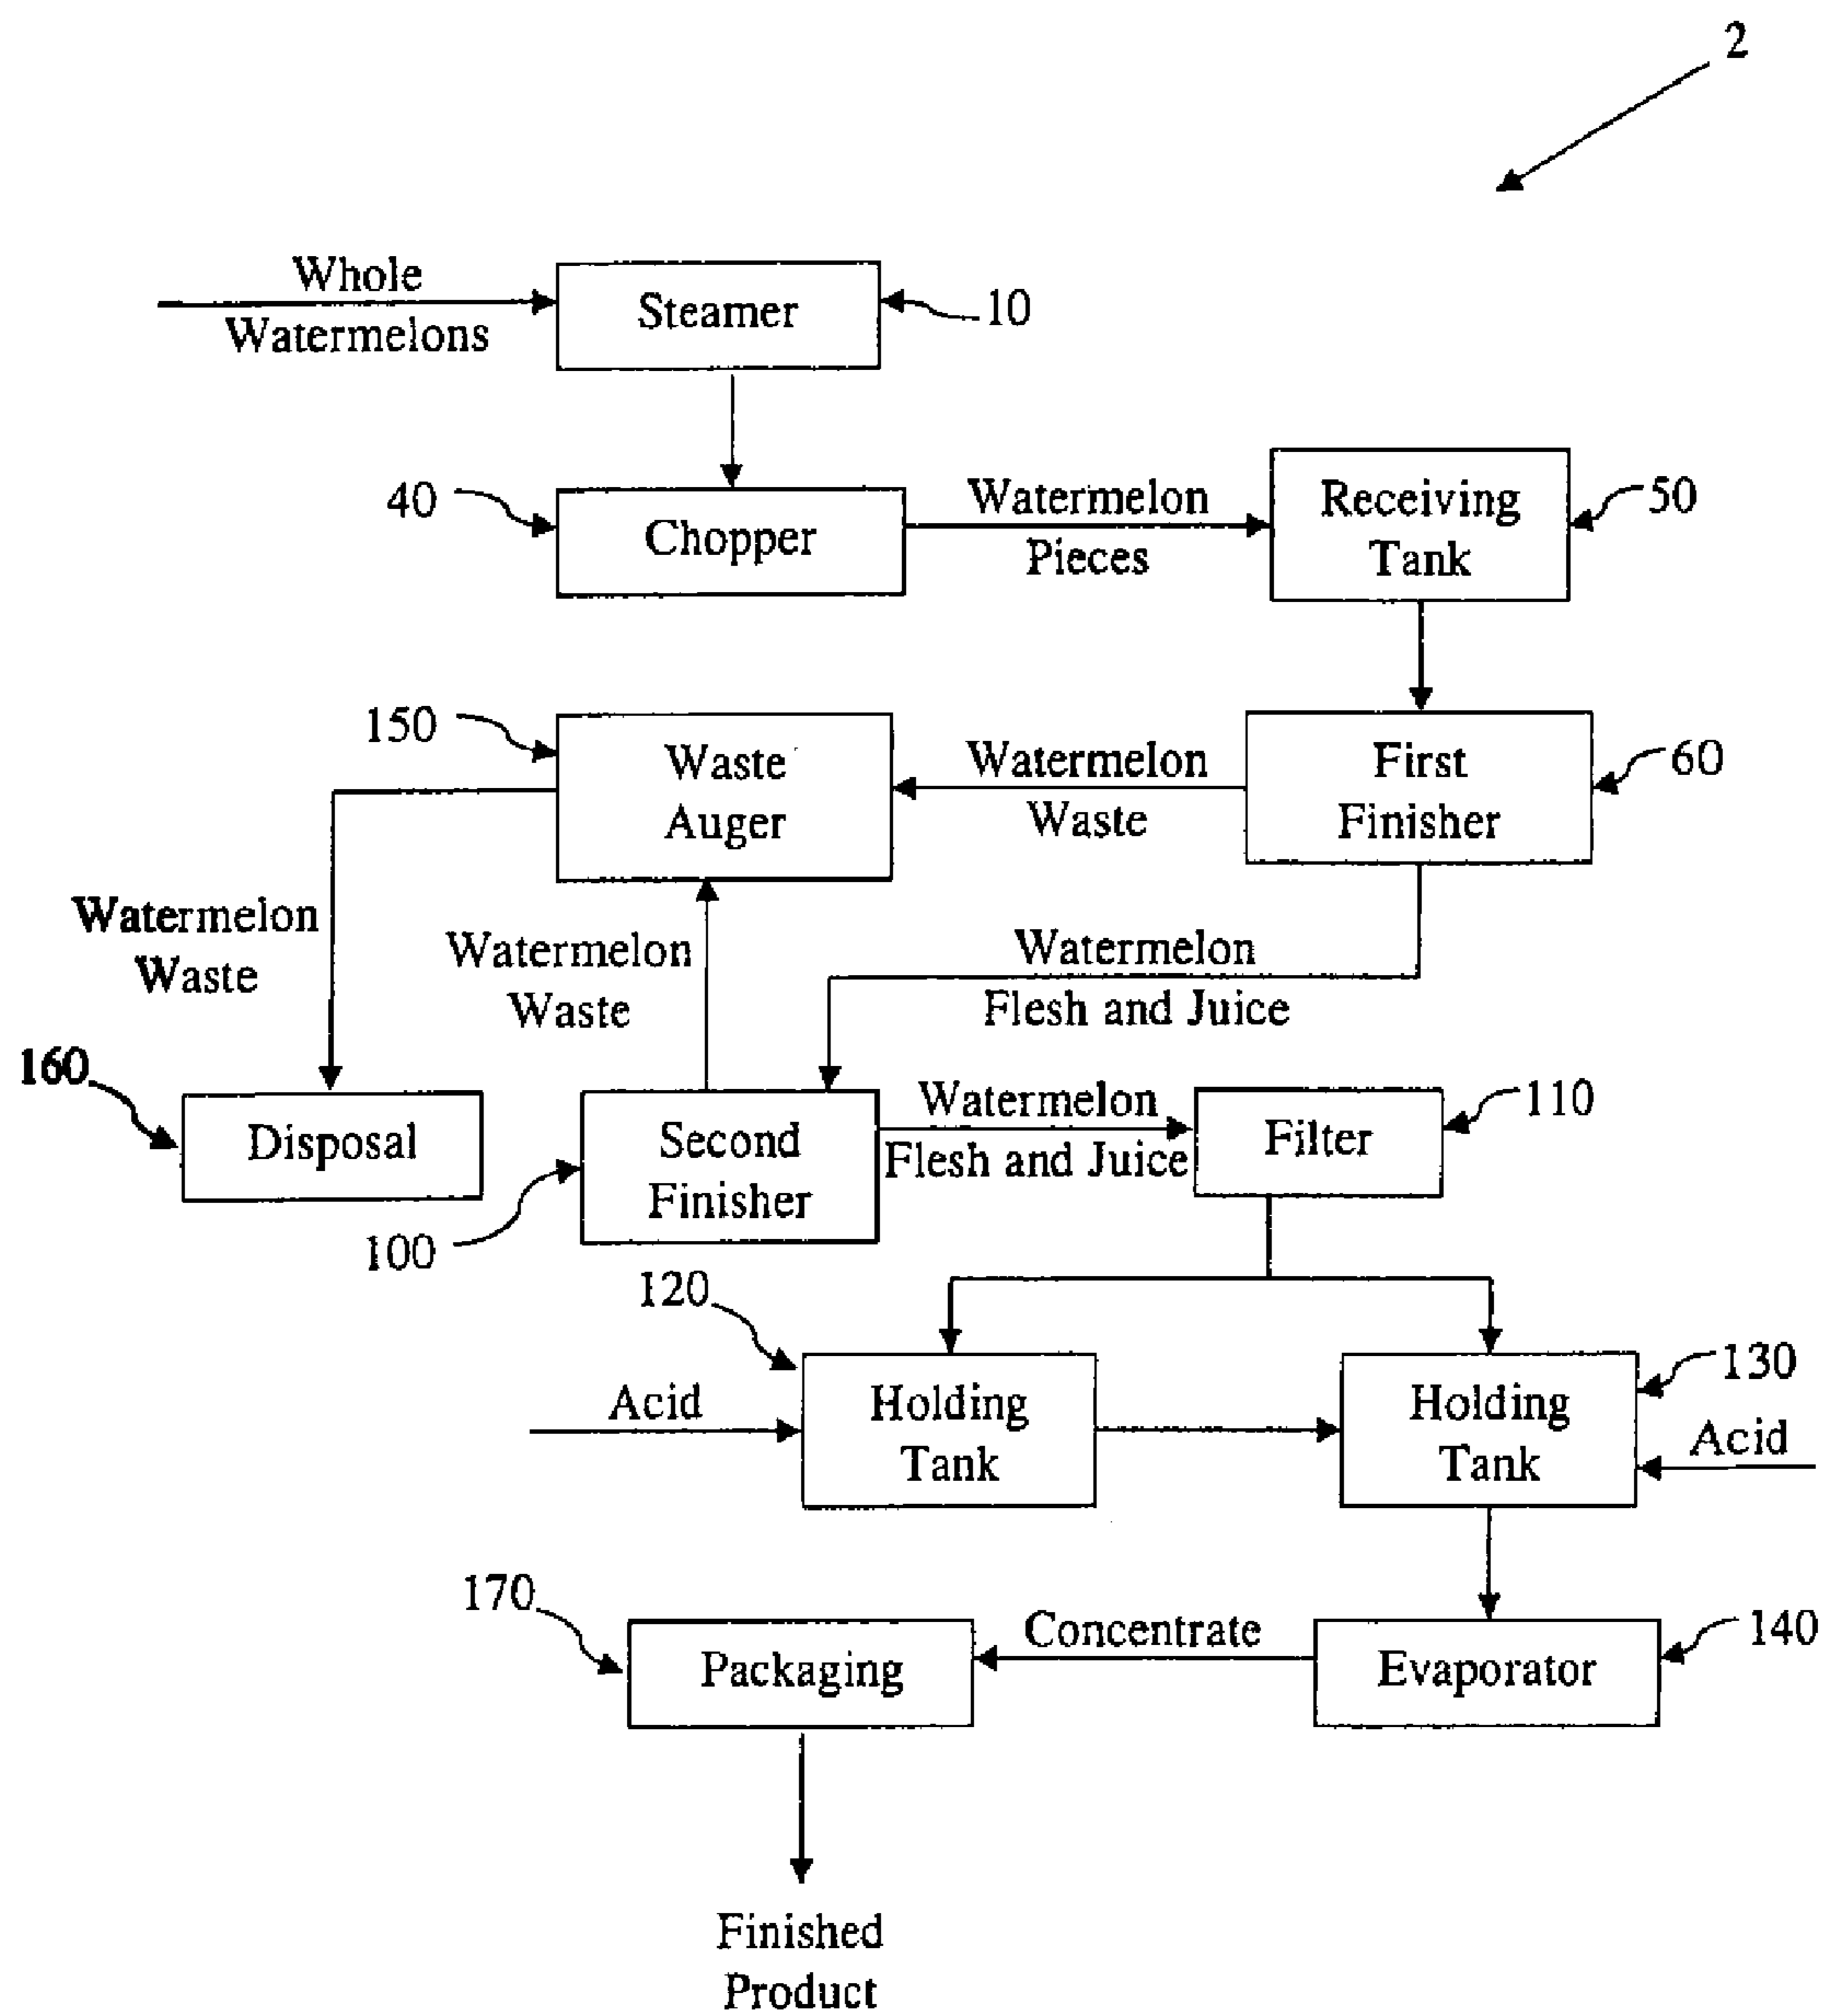 2
Whole
Watermelons
Steamer
10
40
Chopper
Watermelon
Pieces
Receiving
Tank
50
150
Waste
Auger
Watermelon
Waste
First
Finisher
60
Watermelon
Waste
Watermelon
Waste
Watermelon
Flesh and Juice
160
Disposal
Second
Finisher
100
Watermelon
Flesh and Juice
Filter
110
120
Acid
Holding
Tank
Holding
Tank
130
Acid
170
Packaging
Concentrate
Evaporator
140
Finished
Product